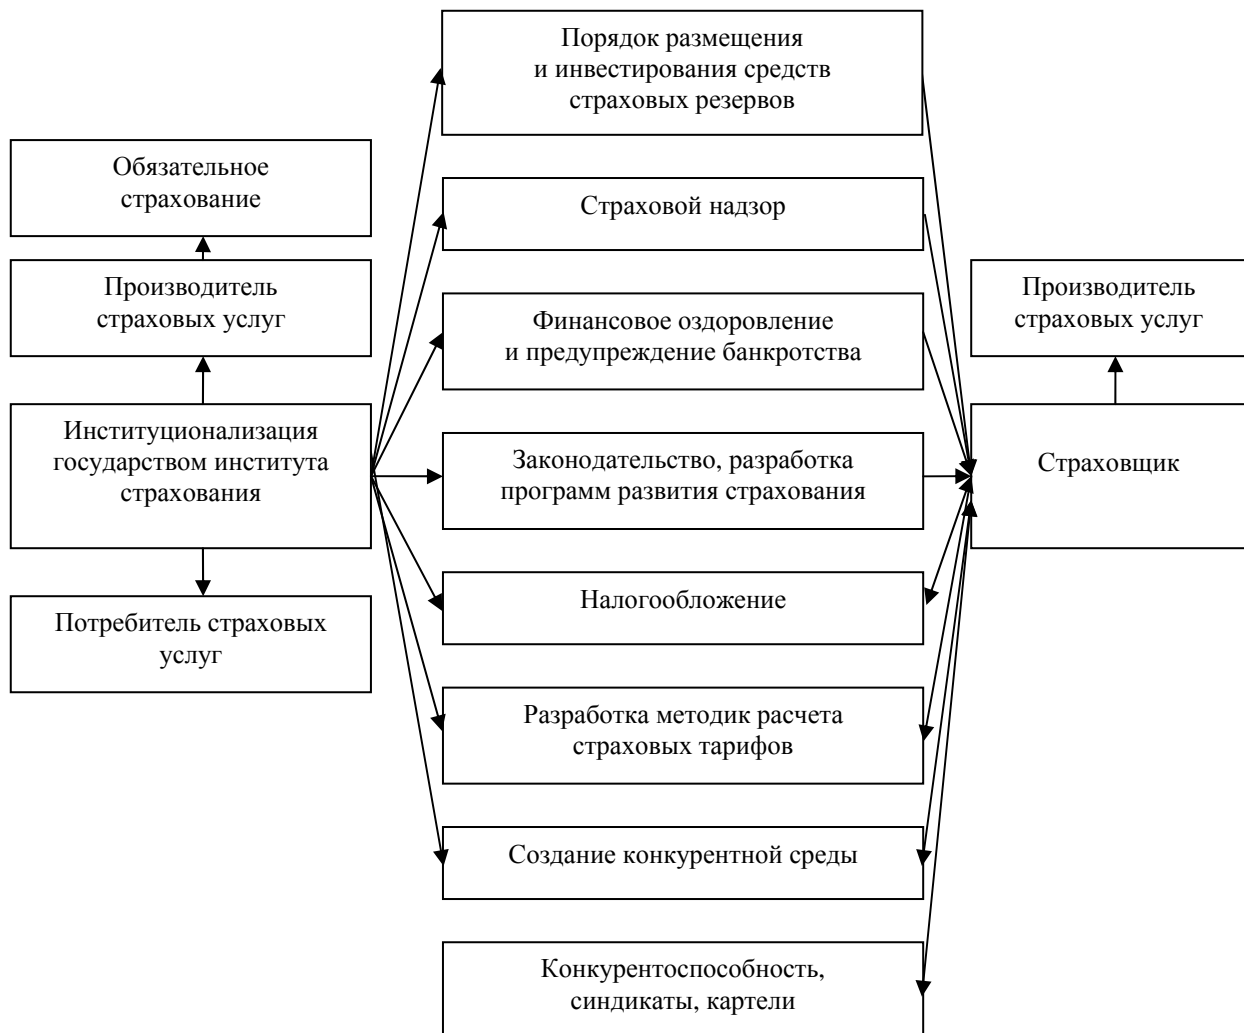 Порядок размещения
и инвестирования средств
страховых резервов
Обязательное
страхование
Страховой надзор
Производитель
страховых услуг
Производитель
страховых услуг
Финансовое оздоровление
и предупреждение банкротства
Институционализация
государством института
страхования
Законодательство, разработка
программ развития страхования
Страховщик
Налогообложение
Потребитель страховых
услуг
Разработка методик расчета
страховых тарифов
Создание конкурентной среды
Конкурентоспособность,
синдикаты, картели